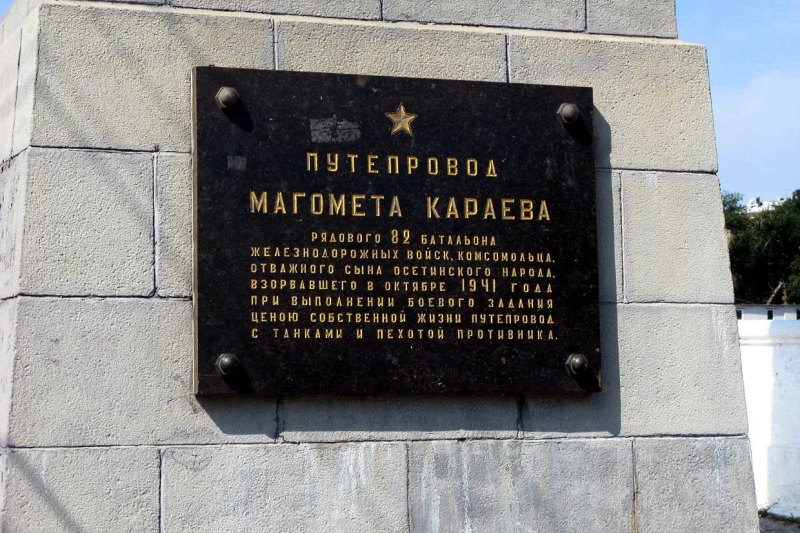 ПУТЕПРОВОД
МАГОМЕТА КАРАЕВА
РЯДОВОГО 82 БАТАЛЬОНА
ЖЕЛЕЗНОДОРОЖНЫХ ВОЙСК, КОМСОМОЛЬЦА,
ОТВАЖНОГО СЫНА ОСЕТИНСКОГО НАРОДА,
ВЗОРВАВШЕГО В ОКТЯБРЕ 1941 ГОДА
ПРИ ВЫПОЛНЕНИИ БОЕВОГО ЗАДАНИЯ
ЦЕНОЮ СОБСТВЕННОЙ ЖИЗНИ ПУТЕПРОВОД
С ТАНКАМИ И ПЕХОТОЙ ПРОТИВНИКА.